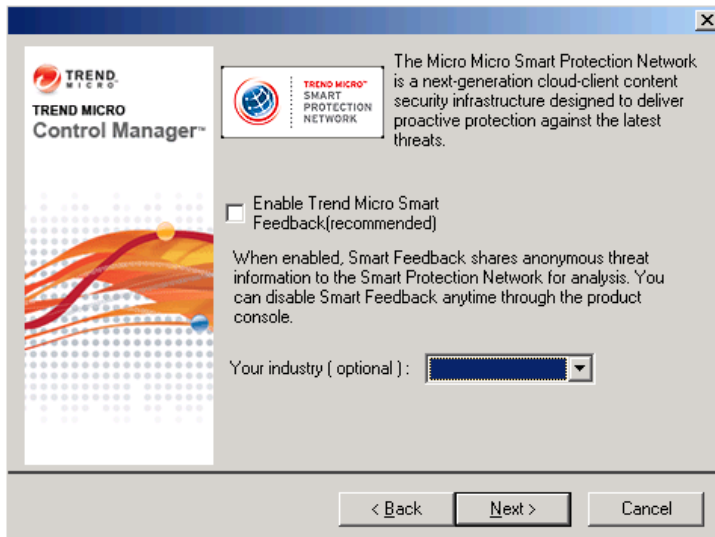 TREND
MICRO
TREND MICRO
Control Manager™
TREND MICRO™
SMART
PROTECTION
NETWORK
The Micro Micro Smart Protection Network
is a next-generation cloud-client content
security infrastructure designed to deliver
proactive protection against the latest
threats.
Enable Trend Micro Smart
Feedback(recommended)
When enabled, Smart Feedback shares anonymous threat
information to the Smart Protection Network for analysis. You
can disable Smart Feedback anytime through the product
console.
Your industry ( optional ) :
< Back
Next >
Cancel